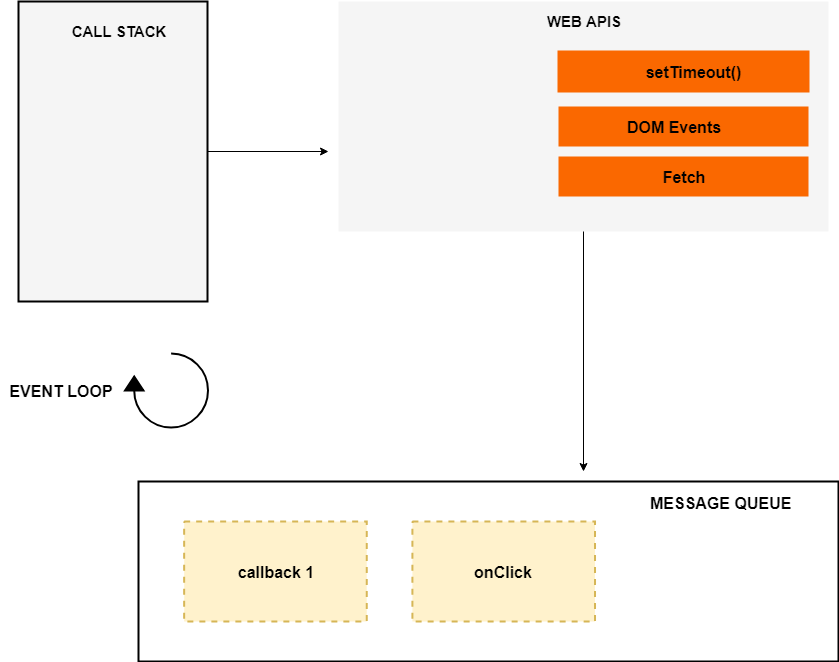 CALL STACK
WEB APIS
setTimeout()
DOM Events
Fetch
EVENT LOOP
MESSAGE QUEUE
callback 1
onClick